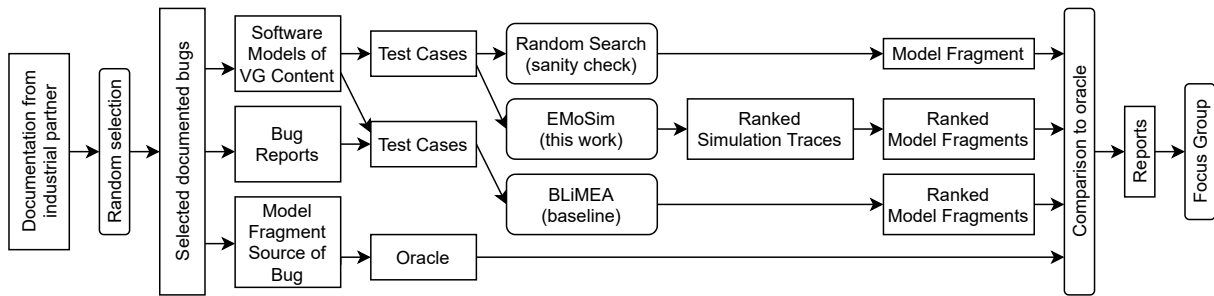 Documentation from
industrial partner
Random selection
Selected documented bugs
Software
Models of
VG Content
Bug
Reports
Model
Fragment
Source of
Bug
Test Cases
Test Cases
Oracle
Random Search
(sanity check)
EMoSim
(this work)
BLiMEA
(baseline)
Ranked
Simulation Traces
Model Fragment
Ranked
Model Fragments
Ranked
Model Fragments
Comparison to oracle
Reports
Focus Group